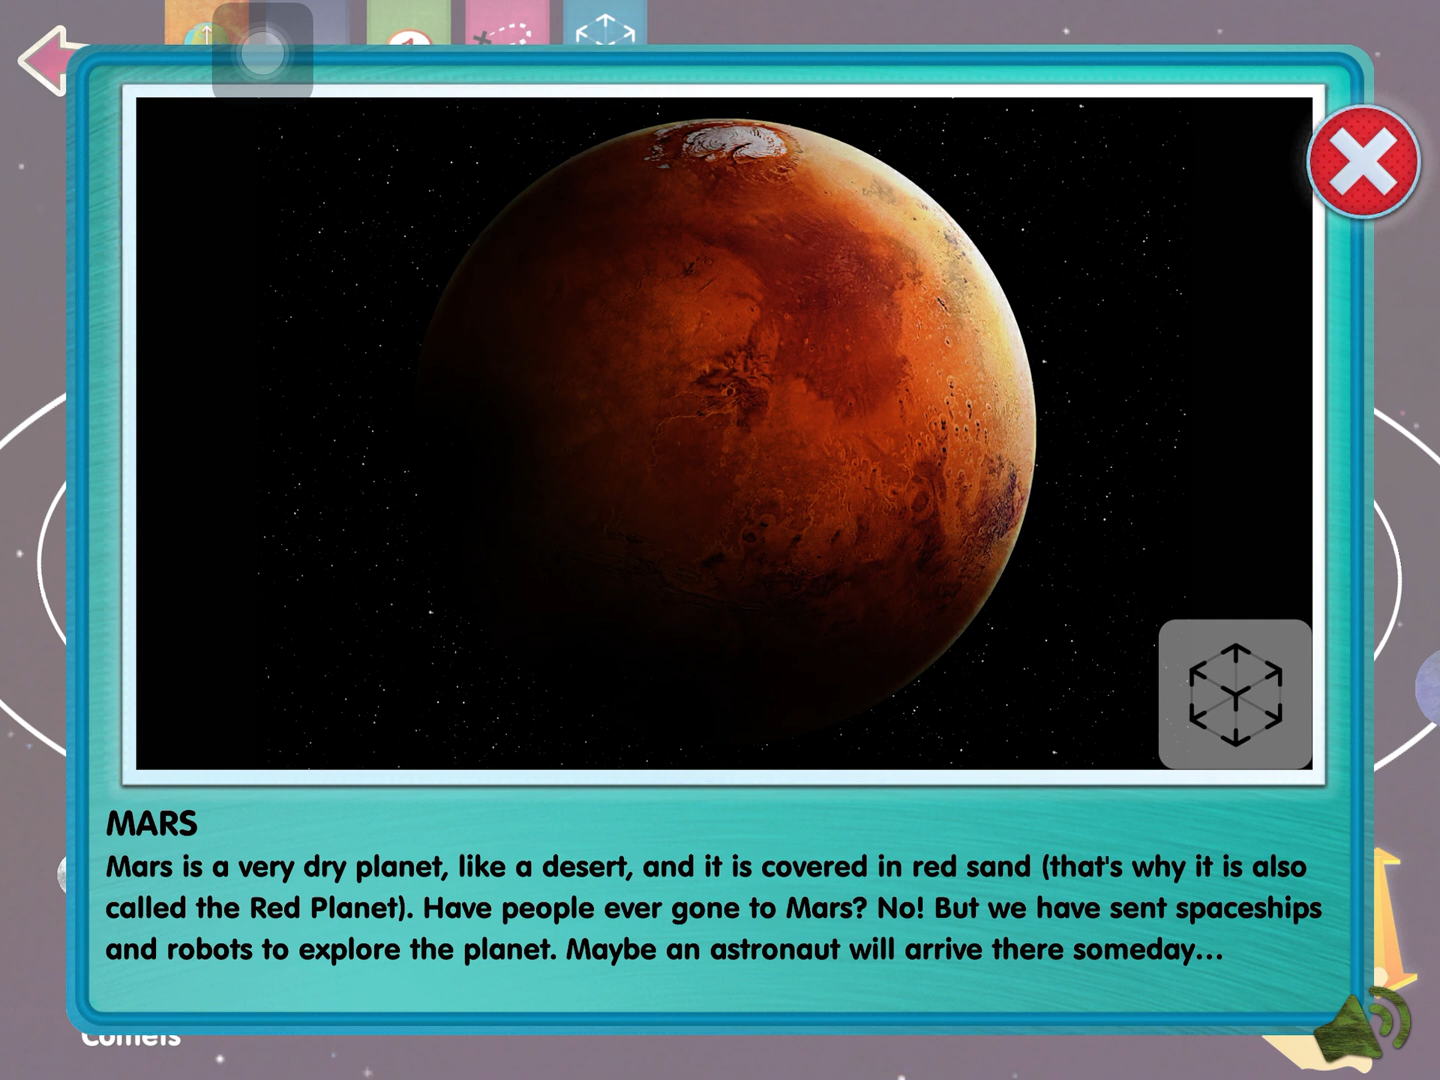 MARS
Mars is a very dry planet, like a desert, and it is covered in red sand (that's why it is also
called the Red Planet). Have people ever gone to Mars? No! But we have sent spaceships
and robots to explore the planet. Maybe an astronaut will arrive there someday...
Comets